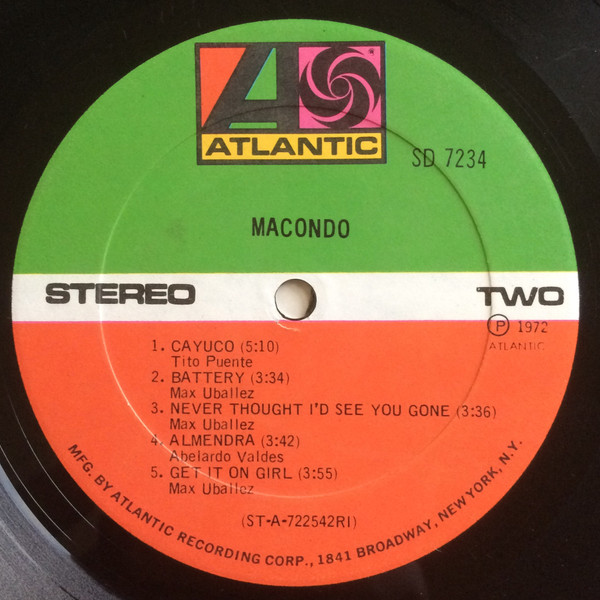 ATLANTIC
SD 7234
MACONDO
STEREO
TWO
Ⓟ 1972
ATLANTIC
1. CAYUCO (5:10)
Tito Puente
2. BATTERY (3:34)
Max Uballez
3. NEVER THOUGHT I'D SEE YOU GONE (3:36)
Max Uballez
4. ALMENDRA (3:42)
Abelardo Valdes
5. GET IT ON GIRL (3:55)
Max Uballez
(ST-A-722542RI)
MFG. BY ATLANTIC RECORDING CORP., 1841 BROADWAY, NEW YORK, N.Y.